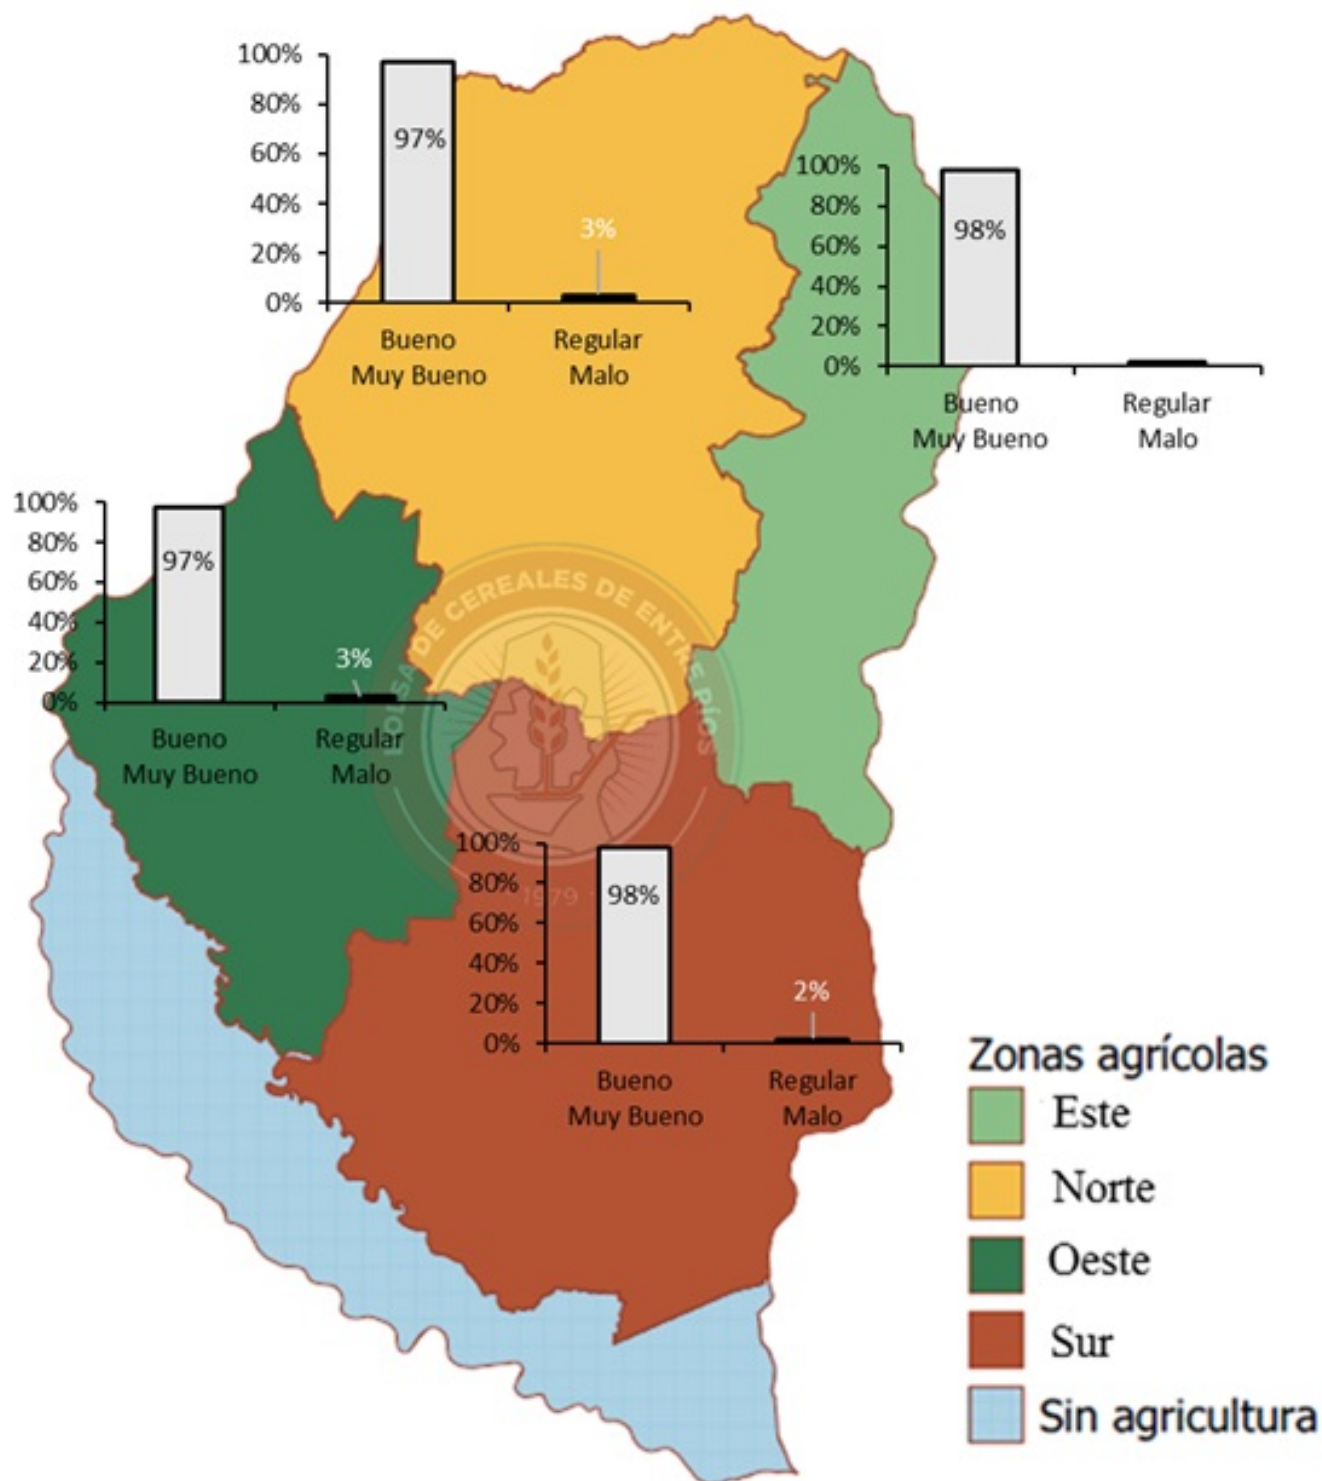 100%
80%
60%
40%
20%
0%
97%
3%
Bueno
Muy Bueno
Regular
Malo
100%
80%
60%
40%
20%
0%
98%
Bueno
Muy Bueno
Regular
Malo
100%
80%
60%
40%
20%
0%
97%
3%
Bueno
Muy Bueno
Regular
Malo
BOLSA DE CEREALES DE ENTRE RÍOS
1979
100%
80%
60%
40%
20%
0%
98%
2%
Bueno
Muy Bueno
Regular
Malo
Zonas agrícolas
Este
Norte
Oeste
Sur
Sin agricultura